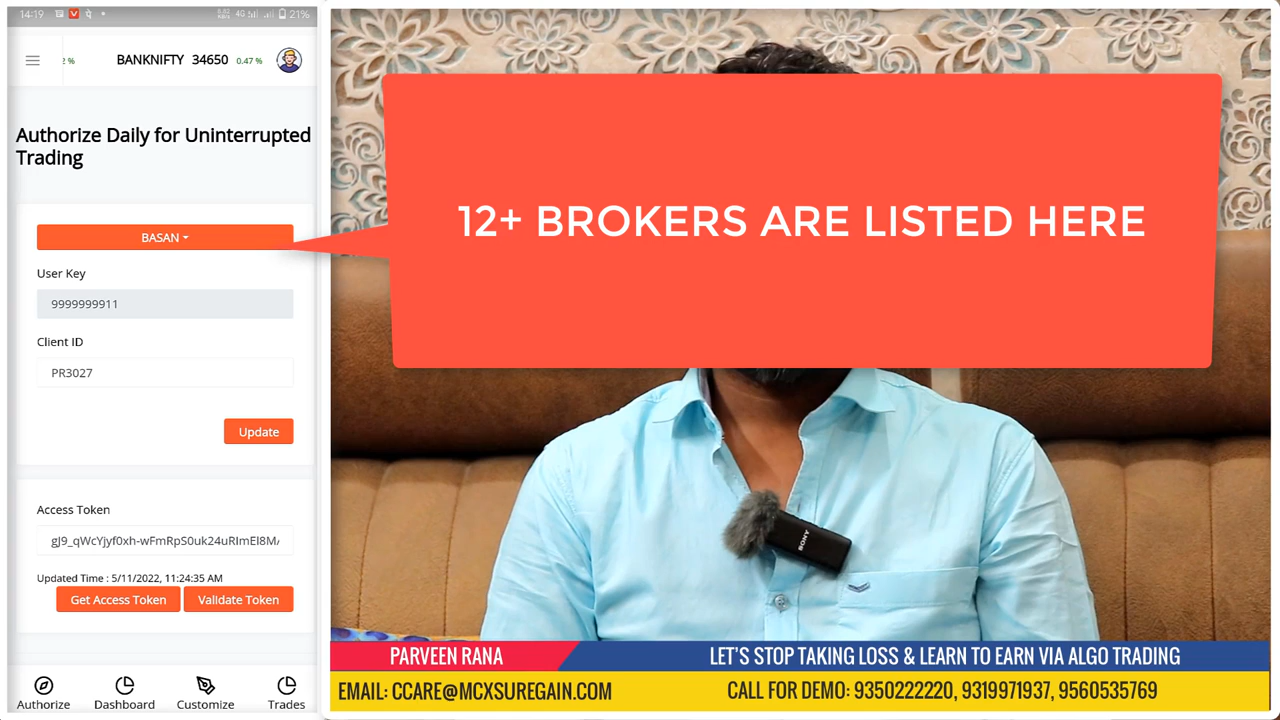 14:19
4G
21%
2 %
BANKNIFTY 34650 0.47 %
Authorize Daily for Uninterrupted
Trading
BASAN
User Key
9999999911
Client ID
PR3027
Update
Access Token
gJ9_qWcYjyf0xh-wFmRpS0uk24uRImEI8M
Updated Time : 5/11/2022, 11:24:35 AM
Get Access Token
Validate Token
Authorize
Dashboard
Customize
Trades
12+ BROKERS ARE LISTED HERE
SONY
PARVEEN RANA
LET'S STOP TAKING LOSS & LEARN TO EARN VIA ALGO TRADING
EMAIL: CCARE@MCXSUREGAIN.COM
CALL FOR DEMO: 9350222220, 9319971937, 9560535769